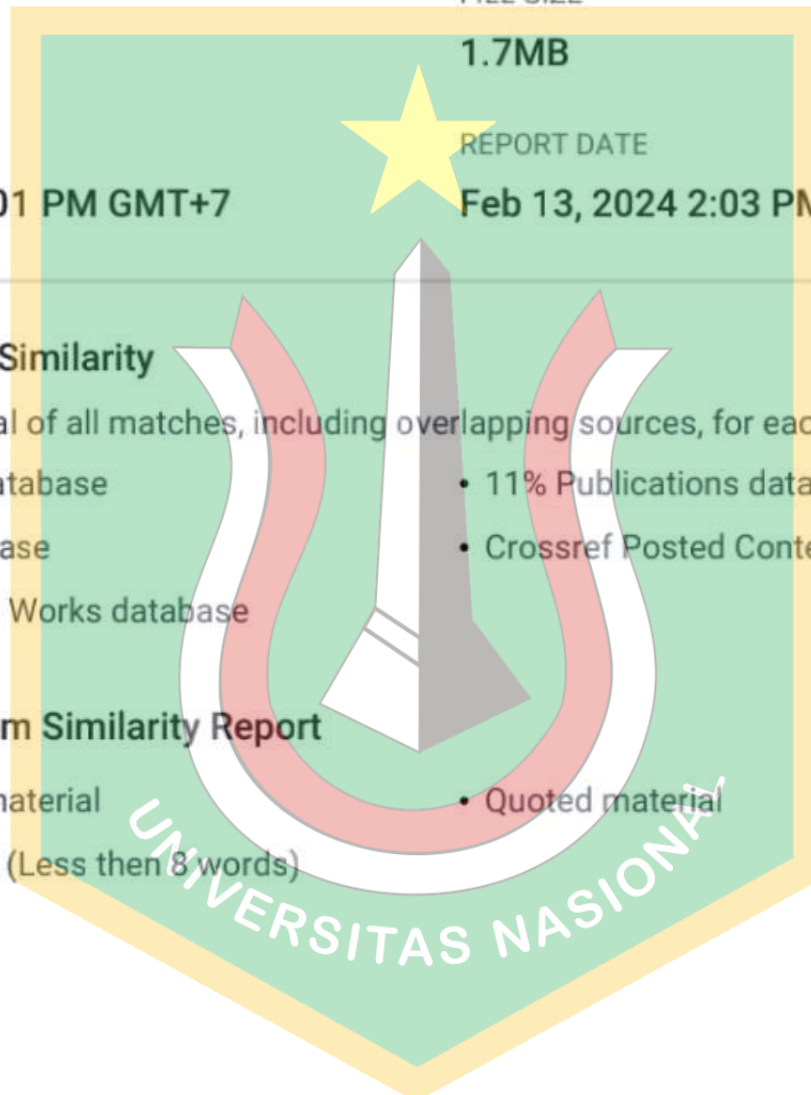 FILE SIZE
1.7MB
REPORT DATE
01 PM GMT+7
Feb 13, 2024 2:03 PM
Similarity
al of all matches, including overlapping sources, for eac
atabase
• 11% Publications data
ase
• Crossref Posted Conte
Works database
m Similarity Report
naterial
• Quoted material
(Less then 8 words)
UNIVERSITAS NASIONAL